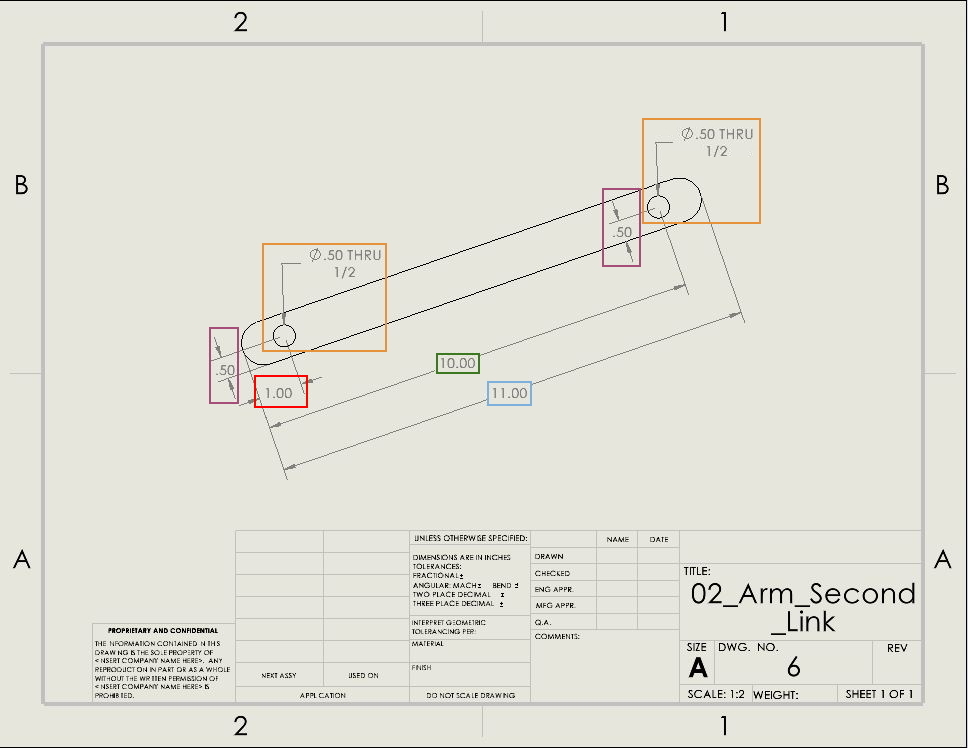 2 1
B B
Ø.50 THRU
1/2
.50
Ø.50 THRU
1/2
.50
1.00
10.00
11.00
A A
UNLESS OTHERWISE SPECIFIED:
DIMENSIONS ARE IN INCHES
TOLERANCES:
FRACTIONAL ±
ANGULAR: MACH ± BEND ±
TWO PLACE DECIMAL ±
THREE PLACE DECIMAL ±
INTERPRET GEOMETRIC
TOLERANCING PER:
MATERIAL
FINISH
DO NOT SCALE DRAWING
NAME DATE
DRAWN
CHECKED
ENG APPR.
MFG APPR.
Q.A.
COMMENTS:
TITLE:
02_Arm_Second
_Link
SIZE DWG. NO. REV
A 6
SCALE: 1:2 WEIGHT: SHEET 1 OF 1
PROPRIETARY AND CONFIDENTIAL
THE INFORMATION CONTAINED IN THIS
DRAWING IS THE SOLE PROPERTY OF
<INSERT COMPANY NAME HERE>. ANY
REPRODUCTION IN PART OR AS A WHOLE
WITHOUT THE WRITTEN PERMISSION OF
<INSERT COMPANY NAME HERE> IS
PROHIBITED.
NEXT ASSY USED ON
APPLICATION
2 1